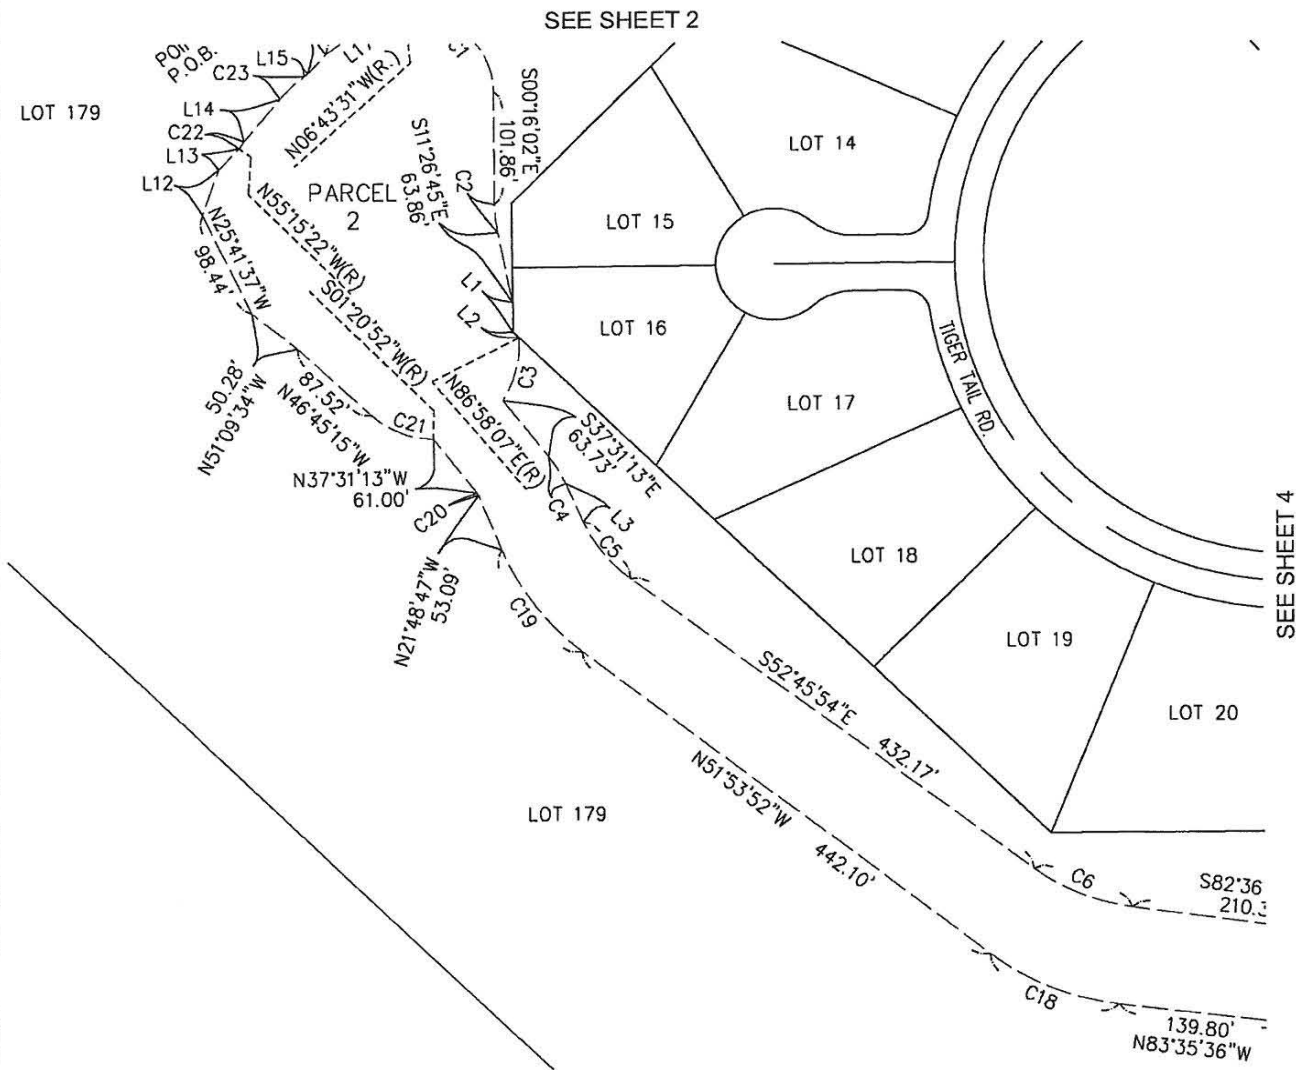 SEE SHEET 2
P.O.B.
L15
C23
L14
C22
L13
L12
LOT 179
N06°43'31"W(R.)
C1
S00°16'02"E
101.86'
S11°26'45"E
63.86'
C2
PARCEL
2
N55°15'22"W(R)
S01°20'52"W(R)
N25°41'37"W
98.44'
L1
L2
C3
N86°58'07"E(R)
S37°31'13"E
63.73'
50.28'
N51°09'34"W
87.52'
N46°45'15"W
C21
N37°31'13"W
61.00'
C20
N21°48'47"W
53.09'
C4
L3
C5
C19
LOT 14
LOT 15
LOT 16
LOT 17
TIGER TAIL RD.
LOT 18
LOT 19
LOT 20
SEE SHEET 4
S52°45'54"E
432.17'
N51°53'52"W
442.10'
LOT 179
C6
S82°36
210.3
C18
139.80'
N83°35'36"W